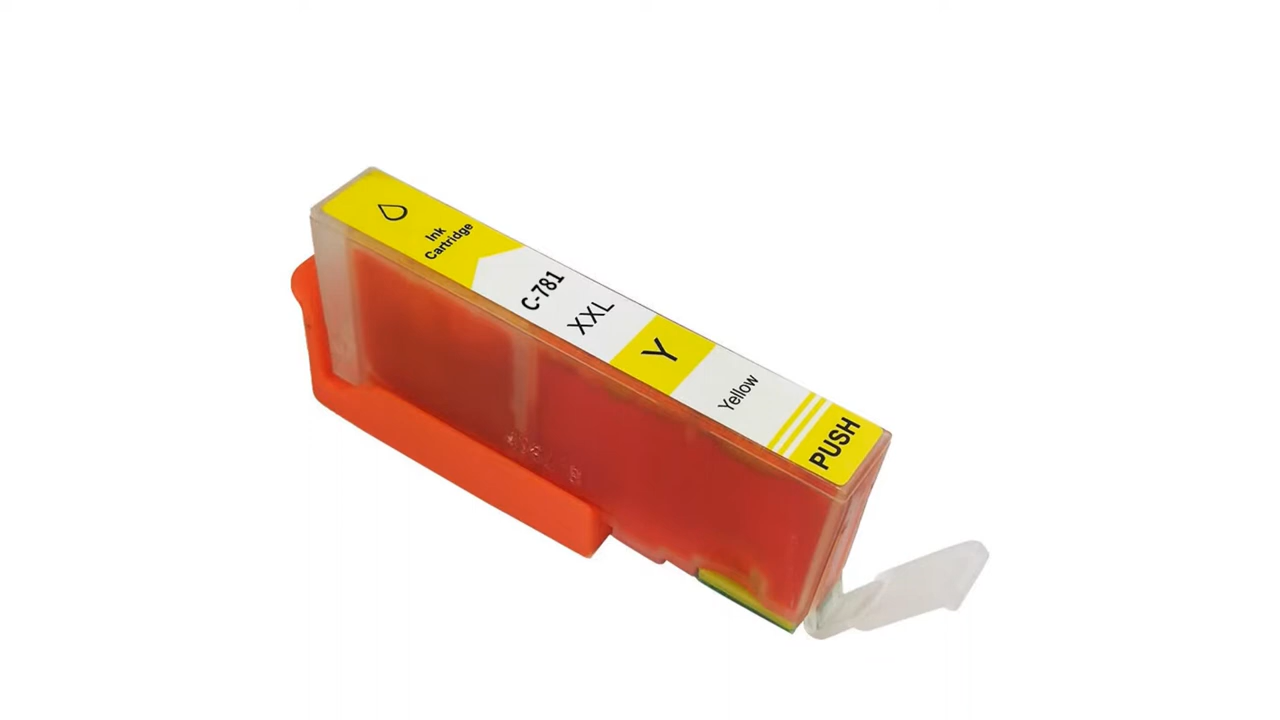 Ink
Cartridge
C-781
XXL
Y
Yellow
PUSH